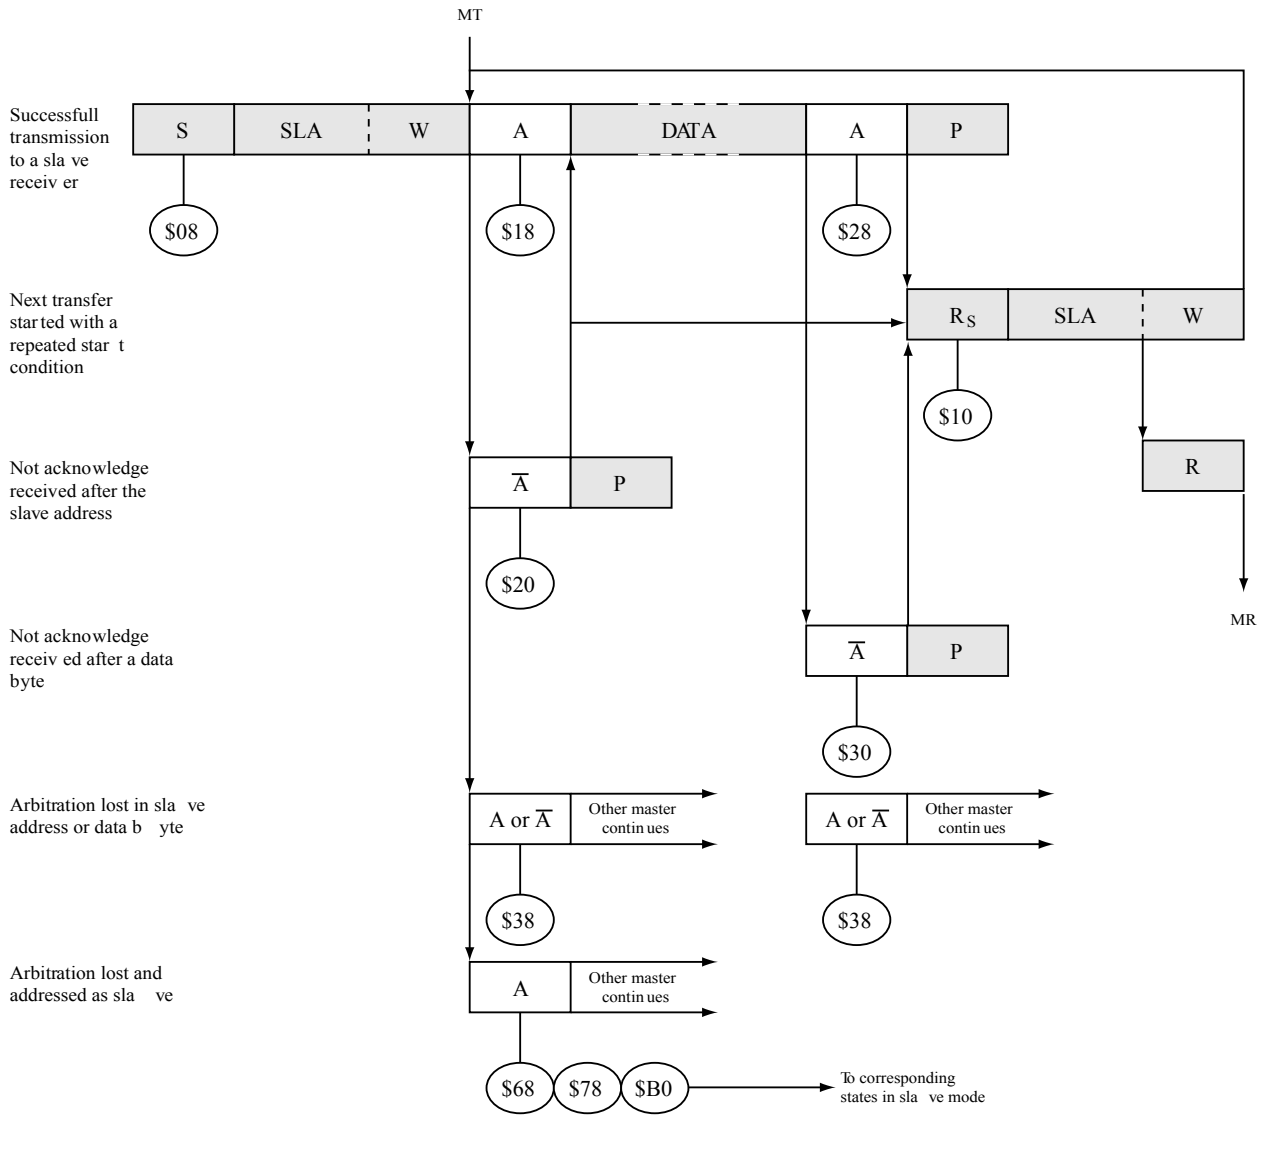 MT
Successfull
transmission
to a sla ve
receiv er
S SLA W A DATA A P
$08 $18 $28
Next transfer
started with a
repeated star t
condition
RS SLA W
$10
Not acknowledge
received after the
slave address
A̅ P
R
$20
MR
Not acknowledge
receiv ed after a data
byte
A̅ P
$30
Arbitration lost in sla ve
address or data b yte
A or A̅ Other master
contin ues
A or A̅ Other master
contin ues
$38 $38
Arbitration lost and
addressed as sla ve
A Other master
contin ues
$68 $78 $B0
To corresponding
states in sla ve mode